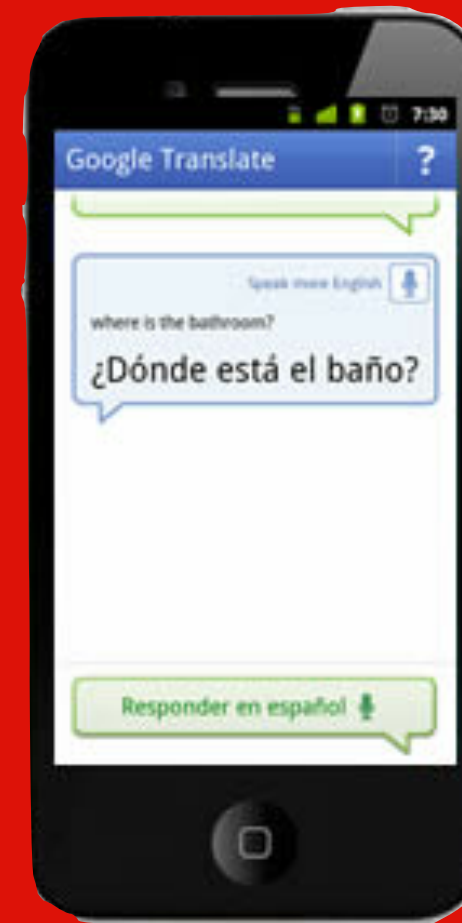 7:30
Google Translate ?
Speak more English
where is the bathroom?
¿Dónde está el baño?
Responder en español